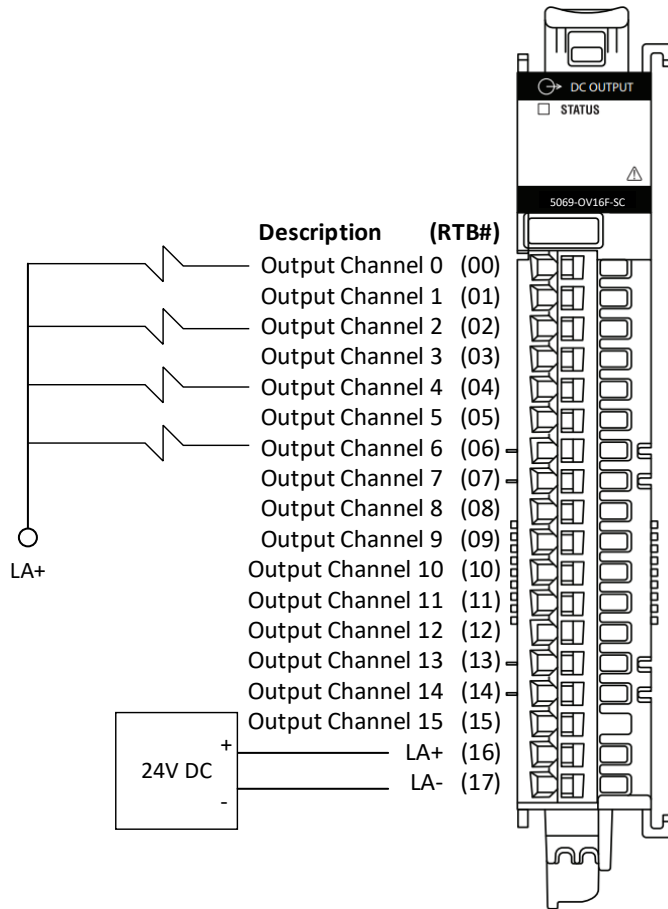 DC OUTPUT
STATUS
5069-OV16F-SC
Description (RTB#)
Output Channel 0 (00)
Output Channel 1 (01)
Output Channel 2 (02)
Output Channel 3 (03)
Output Channel 4 (04)
Output Channel 5 (05)
Output Channel 6 (06)
Output Channel 7 (07)
Output Channel 8 (08)
Output Channel 9 (09)
LA+
Output Channel 10 (10)
Output Channel 11 (11)
Output Channel 12 (12)
Output Channel 13 (13)
Output Channel 14 (14)
Output Channel 15 (15)
+ LA+ (16)
24V DC
LA- (17)
-